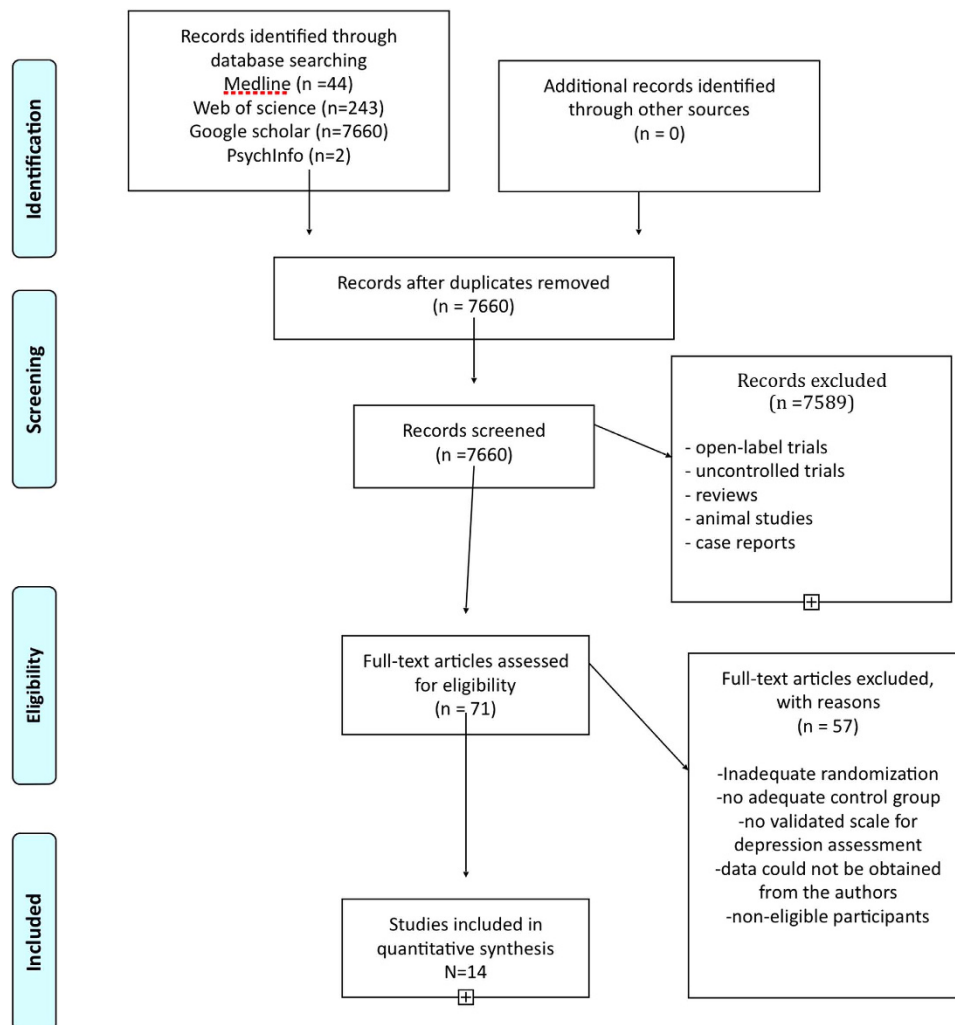 Identification
Records identified through
database searching
Medline (n =44)
Web of science (n=243)
Google scholar (n=7660)
PsychInfo (n=2)
Additional records identified
through other sources
(n = 0)
Records after duplicates removed
(n = 7660)
Screening
Records screened
(n =7660)
Records excluded
(n =7589)
- open-label trials
- uncontrolled trials
- reviews
- animal studies
- case reports
Eligibility
Full-text articles assessed
for eligibility
(n = 71)
Full-text articles excluded,
with reasons
(n = 57)
-Inadequate randomization
-no adequate control group
-no validated scale for
depression assessment
-data could not be obtained
from the authors
-non-eligible participants
Included
Studies included in
quantitative synthesis
N=14